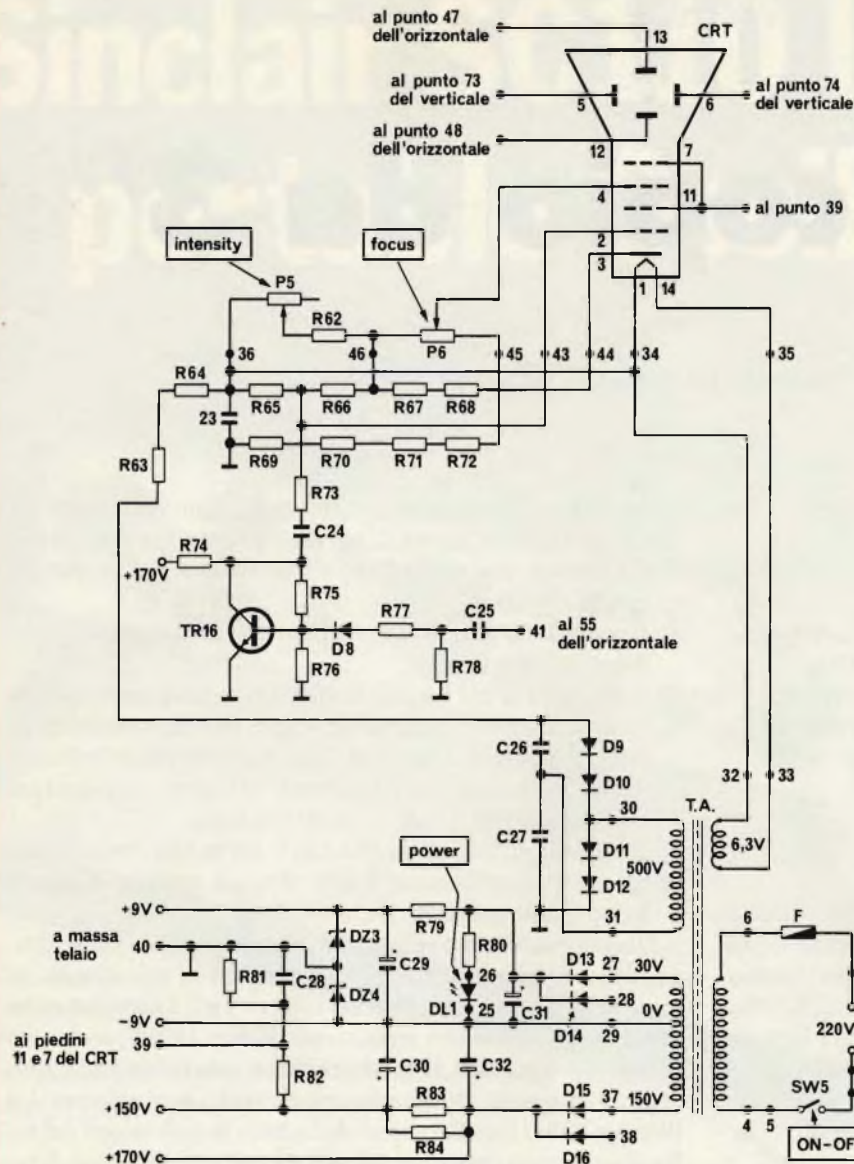 al punto 47
dell'orizzontale
13
CRT
al punto 73
del verticale
5
6
al punto 74
del verticale
al punto 48
dell'orizzontale
12
7
4
11
al punto 39
2
3
1
14
intensity
focus
P5
R62
P6
36
46
45
43
44
34
35
R64
R65
R66
R67
R68
23
R63
R69
R70
R71
R72
R73
C24
R74
+170V
R75
R77
C25
41
al 55
dell'orizzontale
TR16
D8
R76
R78
C26
D9
D10
32
33
30
T.A.
C27
500V
6,3V
D11
D12
power
31
+9V
R79
6
F
a massa
telaio
40
DZ3
C29
R80
D13
27
30V
R81
C28
26
28
DZ4
DL1
25
C31
0V
-9V
D14
29
220V
ai piedini
11 e 7 del CRT
39
C30
C32
R82
D15
37
150V
SW5
+150V
R83
4
5
R84
38
D16
ON-OF
+170V